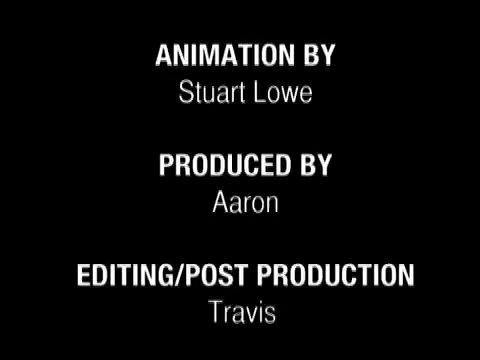 ANIMATION BY
Stuart Lowe
PRODUCED BY
Aaron
EDITING/POST PRODUCTION
Travis